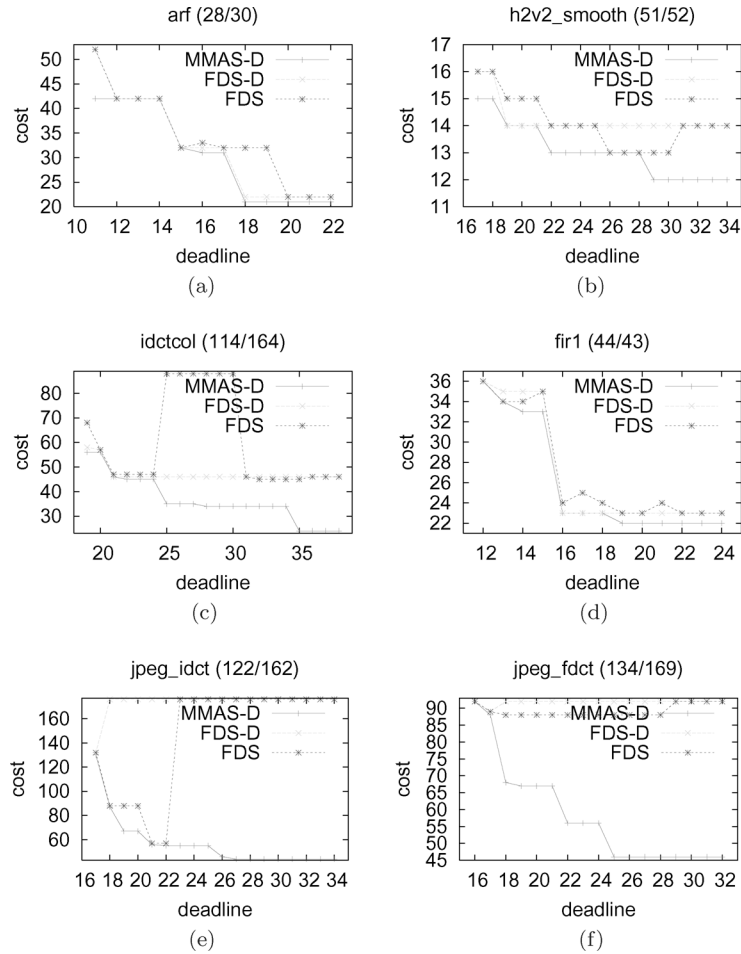 arf (28/30)
50
45
40
35
30
25
20
cost
MMAS-D
FDS-D
FDS
10 12 14 16 18 20 22
deadline
(a)
h2v2_smooth (51/52)
17
16
15
14
13
12
11
cost
MMAS-D
FDS-D
FDS
16 18 20 22 24 26 28 30 32 34
deadline
(b)
idctcol (114/164)
80
70
60
50
40
30
cost
MMAS-D
FDS-D
FDS
20 25 30 35
deadline
(c)
fir1 (44/43)
36
34
32
30
28
26
24
22
cost
MMAS-D
FDS-D
FDS
12 14 16 18 20 22 24
deadline
(d)
jpeg_idct (122/162)
160
140
120
100
80
60
cost
MMAS-D
FDS-D
FDS
16 18 20 22 24 26 28 30 32 34
deadline
(e)
jpeg_fdct (134/169)
90
85
80
75
70
65
60
55
50
45
cost
MMAS-D
FDS-D
FDS
16 18 20 22 24 26 28 30 32
deadline
(f)